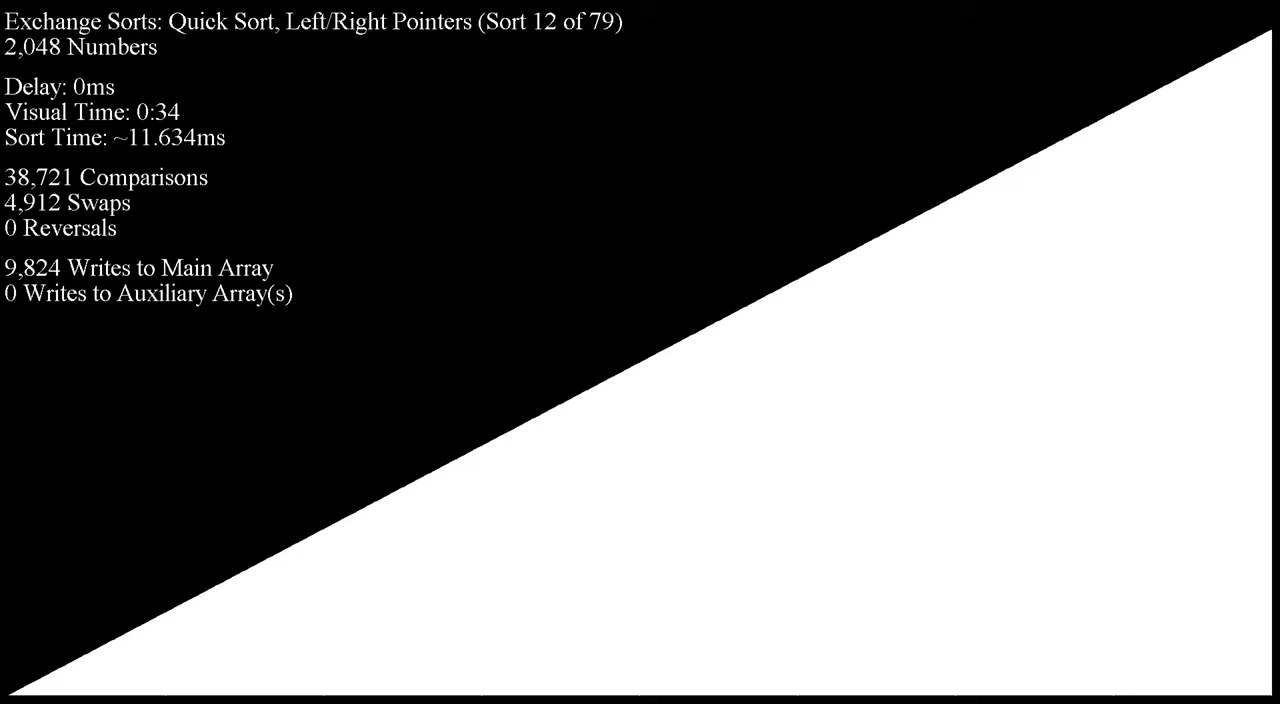 Exchange Sorts: Quick Sort, Left/Right Pointers (Sort 12 of 79)
2,048 Numbers
Delay: 0ms
Visual Time: 0:34
Sort Time: ~11.634ms
38,721 Comparisons
4,912 Swaps
0 Reversals
9,824 Writes to Main Array
0 Writes to Auxiliary Array(s)